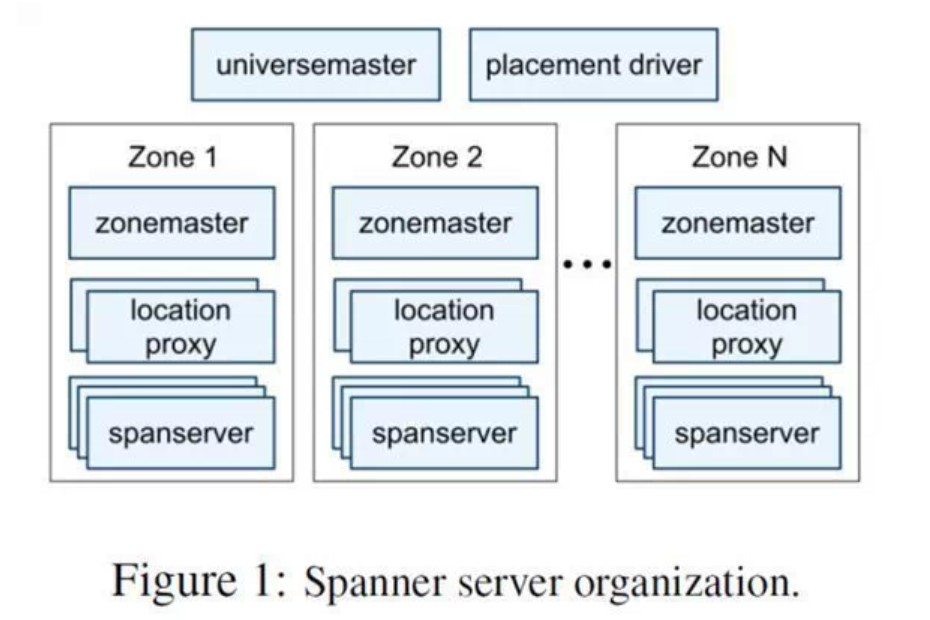 universemaster
placement driver
Zone 1
zonemaster
location
proxy
spanserver
Zone 2
zonemaster
location
proxy
spanserver
...
Zone N
zonemaster
location
proxy
spanserver
Figure 1: Spanner server organization.